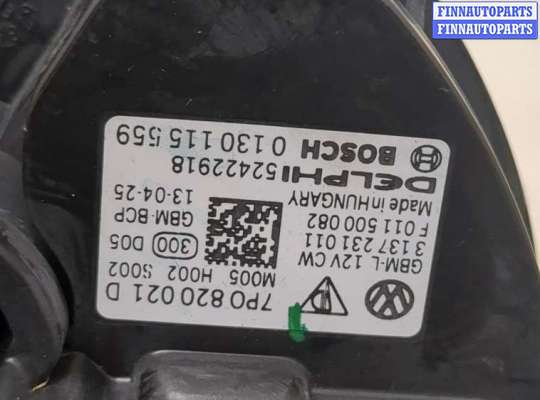 FINNAUTOPARTS
FINNAUTOPARTS
7P0 820 021 D
M005 H002 S002
300 D05
GBM-BCP
13-04-25
GBM-L 12V CW
3 137 231 011
F 011 500 082
Made in HUNGARY
DELPHI 52422918
BOSCH 0 130 115 559